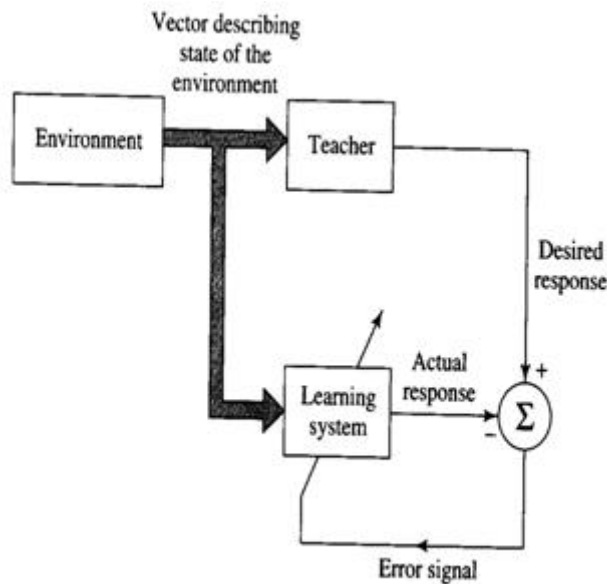 Vector describing
state of the
environment
Environment
Teacher
Desired
response
Learning
system
Actual
response
+
−
Σ
Error signal